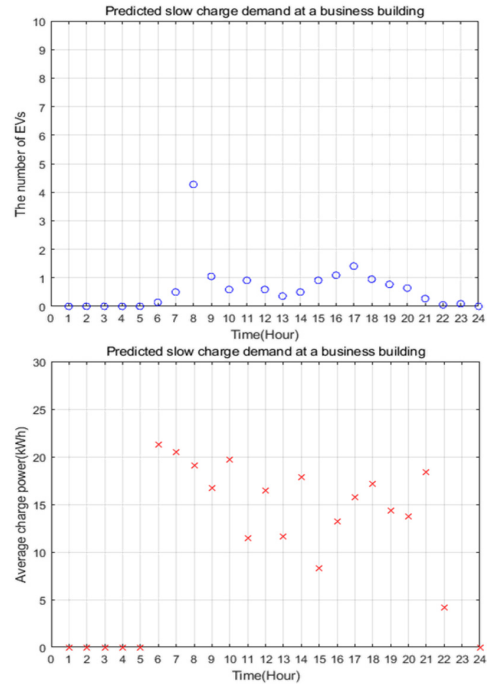 Predicted slow charge demand at a business building
10
9
8
7
6
5
4
3
2
1
0
The number of EVs
0 1 2 3 4 5 6 7 8 9 10 11 12 13 14 15 16 17 18 19 20 21 22 23 24
Time(Hour)
Predicted slow charge demand at a business building
30
25
20
15
10
5
0
Average charge power(kWh)
0 1 2 3 4 5 6 7 8 9 10 11 12 13 14 15 16 17 18 19 20 21 22 23 24
Time(Hour)